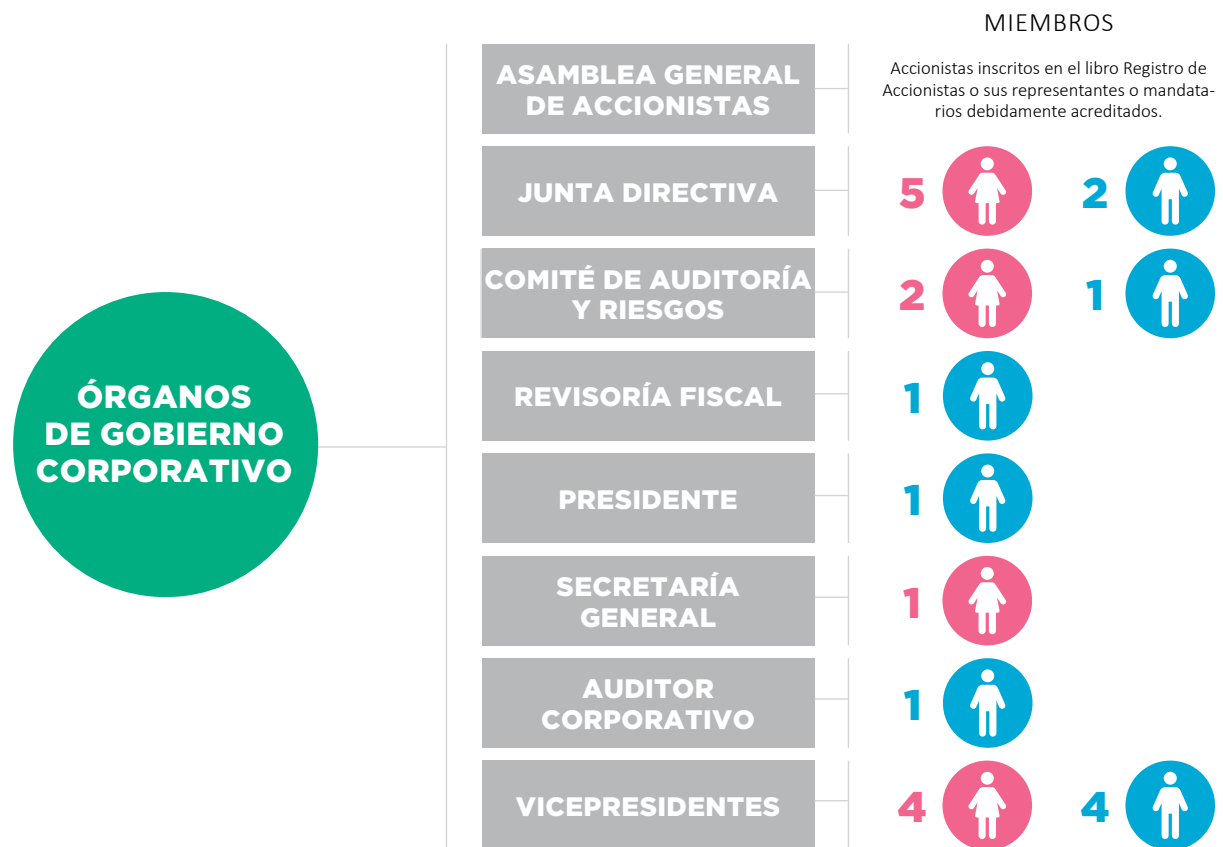 MIEMBROS
ASAMBLEA GENERAL
DE ACCIONISTAS
Accionistas inscritos en el libro Registro de
Accionistas o sus representantes o mandata-
rios debidamente acreditados.
JUNTA DIRECTIVA
5
2
COMITÉ DE AUDITORÍA
Y RIESGOS
2
1
ÓRGANOS
DE GOBIERNO
CORPORATIVO
REVISORÍA FISCAL
1
PRESIDENTE
1
SECRETARÍA
GENERAL
1
AUDITOR
CORPORATIVO
1
VICEPRESIDENTES
4
4